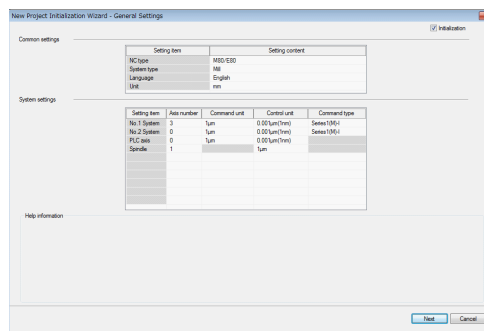 New Project Initialization Wizard - General Settings
Initialization
Common settings
Setting item Setting content
NC type M80/E80
System type Mill
Language English
Unit mm
System settings
Setting item Axis number Command unit Control unit Command type
No.1 System 3 1μm 0.001μm(1nm) Series1(M)-I
No.2 System 0 1μm 0.001μm(1nm) Series1(M)-I
PLC axis 0 1μm 0.001μm(1nm)
Spindle 1 1μm
Help information
Next Cancel